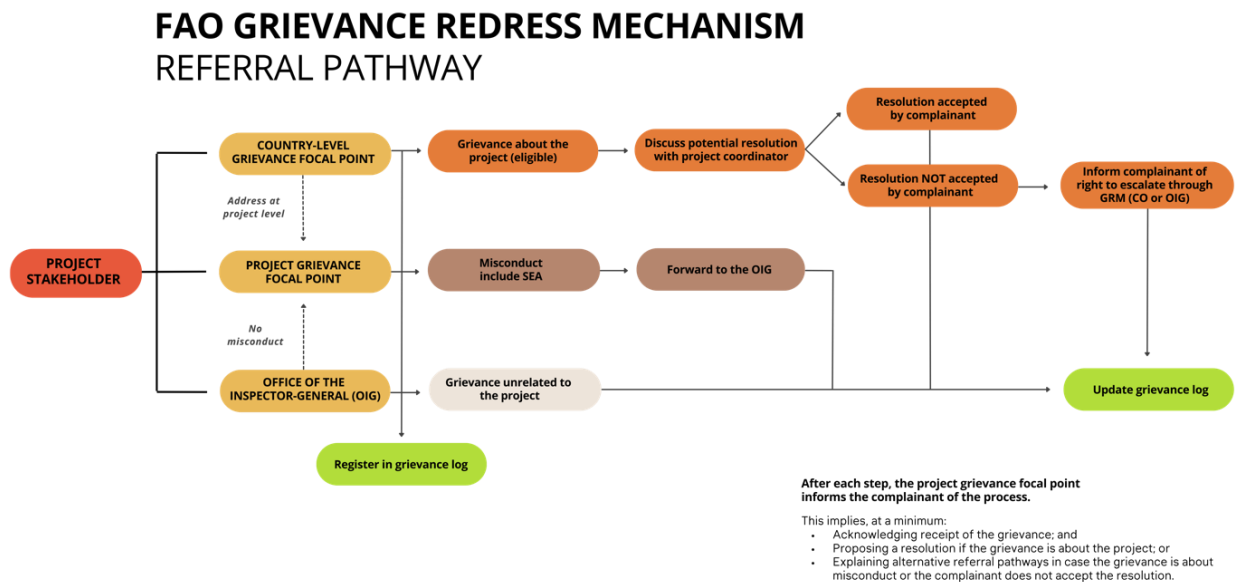 FAO GRIEVANCE REDRESS MECHANISM
REFERRAL PATHWAY
Resolution accepted
by complainant
COUNTRY-LEVEL
GRIEVANCE FOCAL POINT
Grievance about the
project (eligible)
Discuss potential resolution
with project coordinator
Resolution NOT accepted
by complainant
Inform complainant of
right to escalate through
GRM (CO or OIG)
Address at
project level
PROJECT
STAKEHOLDER
PROJECT GRIEVANCE
FOCAL POINT
Misconduct
include SEA
Forward to the OIG
No
misconduct
OFFICE OF THE
INSPECTOR-GENERAL (OIG)
Grievance unrelated to
the project
Update grievance log
Register in grievance log
After each step, the project grievance focal point
informs the complainant of the process.
This implies, at a minimum:
• Acknowledging receipt of the grievance; and
• Proposing a resolution if the grievance is about the project; or
• Explaining alternative referral pathways in case the grievance is about
misconduct or the complainant does not accept the resolution.